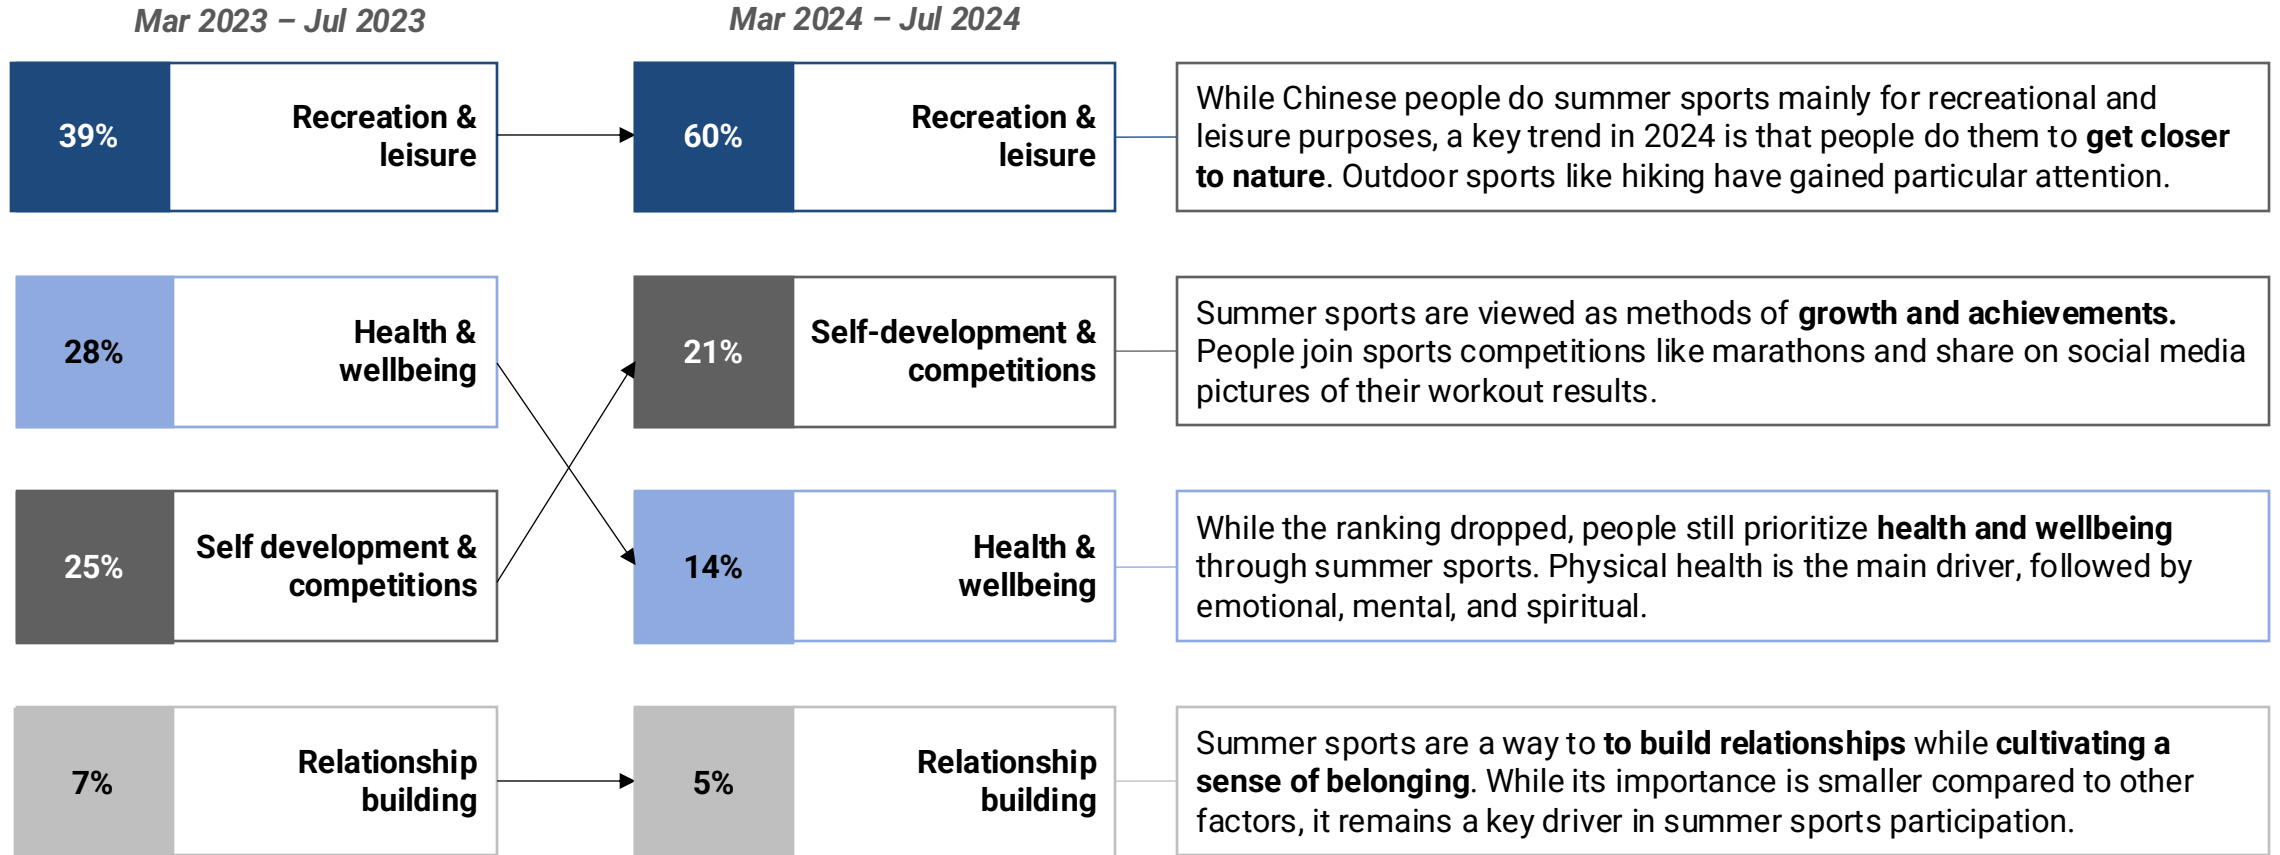 Mar 2023 – Jul 2023
Mar 2024 – Jul 2024
39%
Recreation &
leisure
60%
Recreation &
leisure
While Chinese people do summer sports mainly for recreational and
leisure purposes, a key trend in 2024 is that people do them to get closer
to nature. Outdoor sports like hiking have gained particular attention.
28%
Health &
wellbeing
21%
Self-development &
competitions
Summer sports are viewed as methods of growth and achievements.
People join sports competitions like marathons and share on social media
pictures of their workout results.
25%
Self development &
competitions
14%
Health &
wellbeing
While the ranking dropped, people still prioritize health and wellbeing
through summer sports. Physical health is the main driver, followed by
emotional, mental, and spiritual.
7%
Relationship
building
5%
Relationship
building
Summer sports are a way to to build relationships while cultivating a
sense of belonging. While its importance is smaller compared to other
factors, it remains a key driver in summer sports participation.